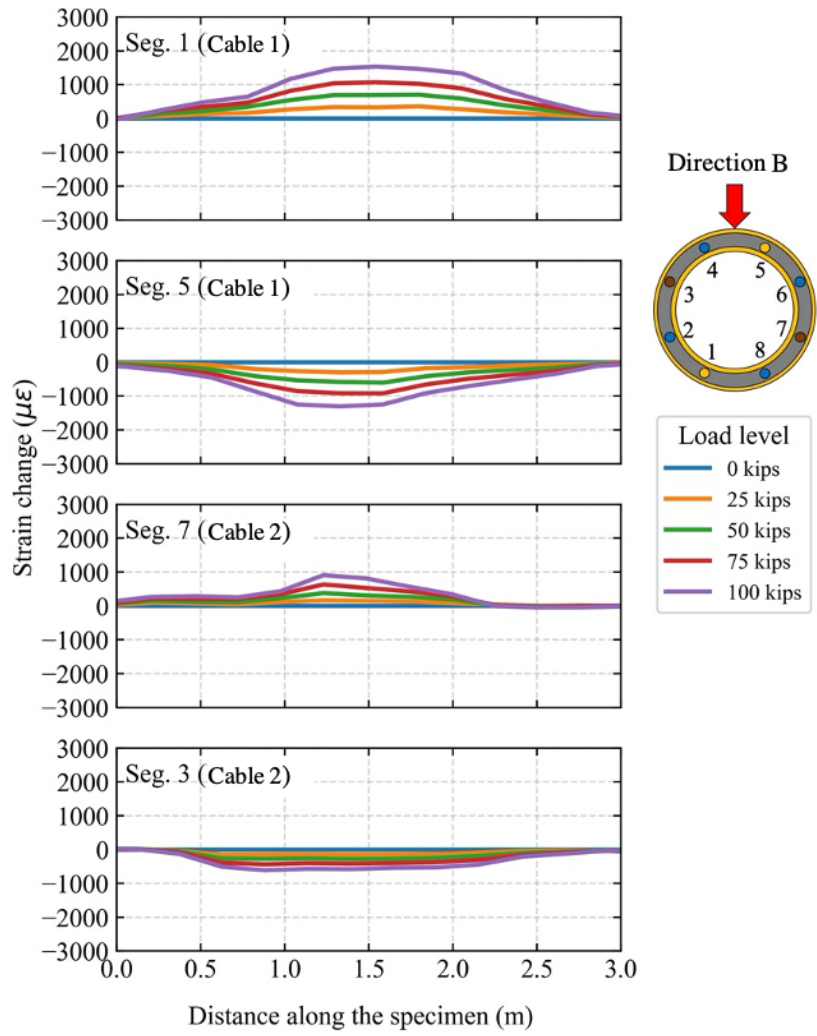 3000
2000
1000
0
−1000
−2000
−3000
Seg. 1 (Cable 1)
3000
2000
1000
0
−1000
−2000
−3000
Seg. 5 (Cable 1)
3000
2000
1000
0
−1000
−2000
−3000
Seg. 7 (Cable 2)
3000
2000
1000
0
−1000
−2000
−3000
Seg. 3 (Cable 2)
0.0 0.5 1.0 1.5 2.0 2.5 3.0
Distance along the specimen (m)
Strain change (με)
Direction B
4 5
3 6
2 7
1 8
Load level
0 kips
25 kips
50 kips
75 kips
100 kips